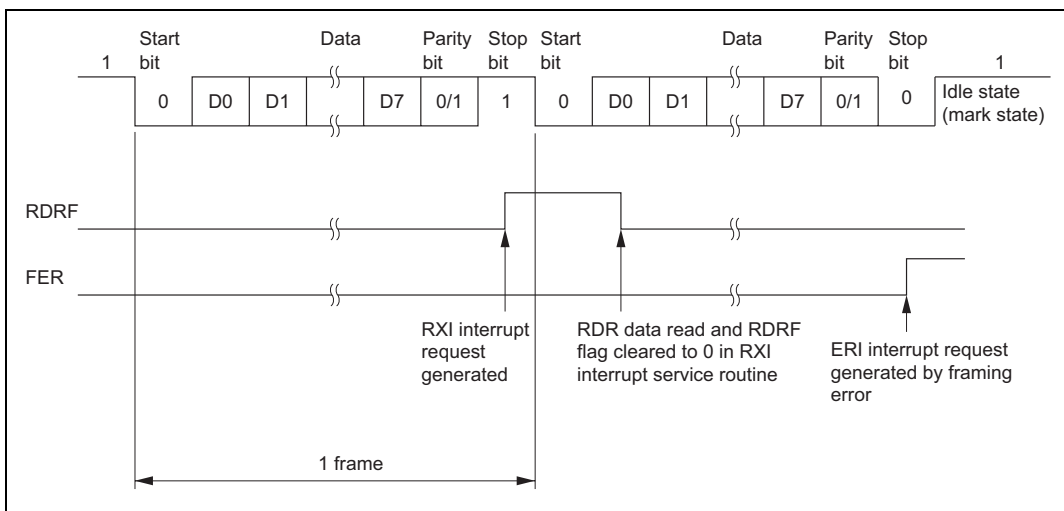 Start bit
Data
Parity bit
Stop bit
Start bit
Data
Parity bit
Stop bit
1
1
0
D0
D1
D7
0/1
1
0
D0
D1
D7
0/1
0
Idle state
(mark state)
RDRF
FER
RXI interrupt
request
generated
RDR data read and RDRF
flag cleared to 0 in RXI
interrupt service routine
ERI interrupt request
generated by framing
error
1 frame